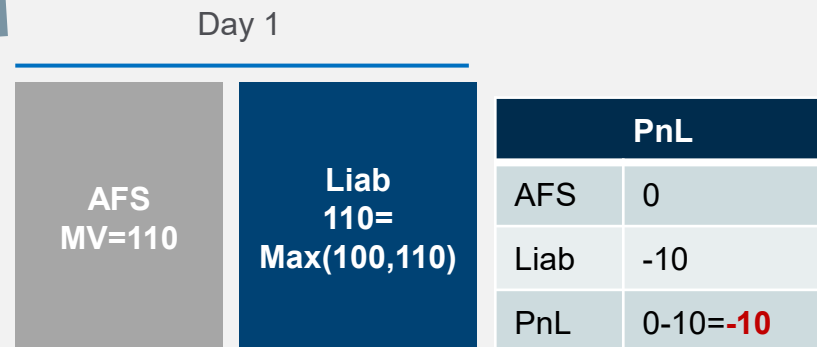 Day 1
AFS
MV=110
Liab
110=
Max(100,110)
PnL
AFS 0
Liab -10
PnL 0-10=-10